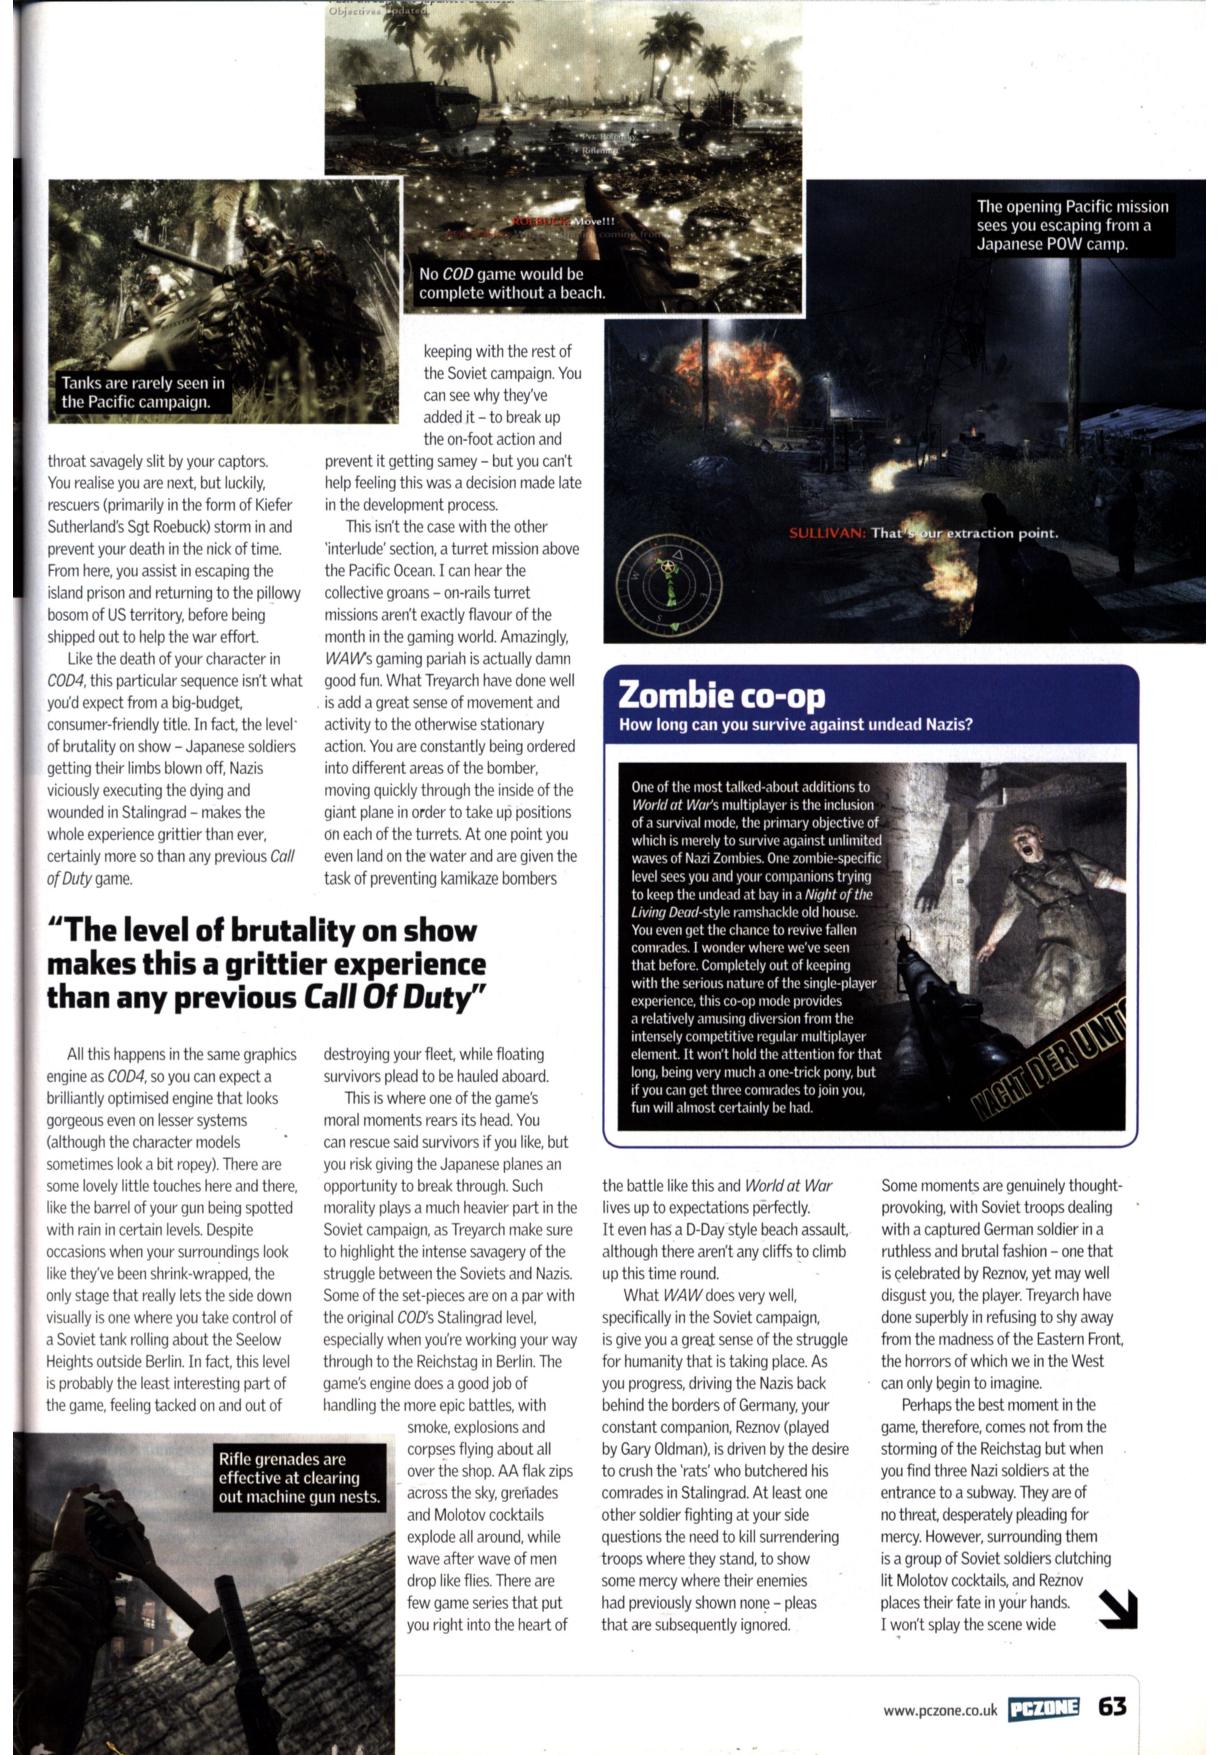 Objectives Updated.
Pvt. Polonsky
Rifleman
ROEBUCK: Move!!!
coming from
No COD game would be
complete without a beach.
Tanks are rarely seen in
the Pacific campaign.
The opening Pacific mission
sees you escaping from a
Japanese POW camp.
SULLIVAN: That's our extraction point.
throat savagely slit by your captors.
You realise you are next, but luckily,
rescuers (primarily in the form of Kiefer
Sutherland's Sgt Roebuck) storm in and
prevent your death in the nick of time.
From here, you assist in escaping the
island prison and returning to the pillowy
bosom of US territory, before being
shipped out to help the war effort.
Like the death of your character in
COD4, this particular sequence isn't what
you'd expect from a big-budget,
consumer-friendly title. In fact, the level
of brutality on show – Japanese soldiers
getting their limbs blown off, Nazis
viciously executing the dying and
wounded in Stalingrad – makes the
whole experience grittier than ever,
certainly more so than any previous Call
of Duty game.
"The level of brutality on show
makes this a grittier experience
than any previous Call Of Duty"
All this happens in the same graphics
engine as COD4, so you can expect a
brilliantly optimised engine that looks
gorgeous even on lesser systems
(although the character models
sometimes look a bit ropey). There are
some lovely little touches here and there,
like the barrel of your gun being spotted
with rain in certain levels. Despite
occasions when your surroundings look
like they've been shrink-wrapped, the
only stage that really lets the side down
visually is one where you take control of
a Soviet tank rolling about the Seelow
Heights outside Berlin. In fact, this level
is probably the least interesting part of
the game, feeling tacked on and out of
keeping with the rest of
the Soviet campaign. You
can see why they've
added it – to break up
the on-foot action and
prevent it getting samey – but you can't
help feeling this was a decision made late
in the development process.
This isn't the case with the other
'interlude' section, a turret mission above
the Pacific Ocean. I can hear the
collective groans – on-rails turret
missions aren't exactly flavour of the
month in the gaming world. Amazingly,
WAW's gaming pariah is actually damn
good fun. What Treyarch have done well
is add a great sense of movement and
activity to the otherwise stationary
action. You are constantly being ordered
into different areas of the bomber,
moving quickly through the inside of the
giant plane in order to take up positions
on each of the turrets. At one point you
even land on the water and are given the
task of preventing kamikaze bombers
destroying your fleet, while floating
survivors plead to be hauled aboard.
This is where one of the game's
moral moments rears its head. You
can rescue said survivors if you like, but
you risk giving the Japanese planes an
opportunity to break through. Such
morality plays a much heavier part in the
Soviet campaign, as Treyarch make sure
to highlight the intense savagery of the
struggle between the Soviets and Nazis.
Some of the set-pieces are on a par with
the original COD's Stalingrad level,
especially when you're working your way
through to the Reichstag in Berlin. The
game's engine does a good job of
handling the more epic battles, with
smoke, explosions and
corpses flying about all
over the shop. AA flak zips
across the sky, grenades
and Molotov cocktails
explode all around, while
wave after wave of men
drop like flies. There are
few game series that put
you right into the heart of
Rifle grenades are
effective at clearing
out machine gun nests.
Zombie co-op
How long can you survive against undead Nazis?
One of the most talked-about additions to
World at War's multiplayer is the inclusion
of a survival mode, the primary objective of
which is merely to survive against unlimited
waves of Nazi Zombies. One zombie-specific
level sees you and your companions trying
to keep the undead at bay in a Night of the
Living Dead-style ramshackle old house.
You even get the chance to revive fallen
comrades. I wonder where we've seen
that before. Completely out of keeping
with the serious nature of the single-player
experience, this co-op mode provides
a relatively amusing diversion from the
intensely competitive regular multiplayer
element. It won't hold the attention for that
long, being very much a one-trick pony, but
if you can get three comrades to join you,
fun will almost certainly be had.
NACHT DER UNT
the battle like this and World at War
lives up to expectations perfectly.
It even has a D-Day style beach assault,
although there aren't any cliffs to climb
up this time round.
What WAW does very well,
specifically in the Soviet campaign,
is give you a great sense of the struggle
for humanity that is taking place. As
you progress, driving the Nazis back
behind the borders of Germany, your
constant companion, Reznov (played
by Gary Oldman), is driven by the desire
to crush the 'rats' who butchered his
comrades in Stalingrad. At least one
other soldier fighting at your side
questions the need to kill surrendering
troops where they stand, to show
some mercy where their enemies
had previously shown none – pleas
that are subsequently ignored.
Some moments are genuinely thought-
provoking, with Soviet troops dealing
with a captured German soldier in a
ruthless and brutal fashion – one that
is celebrated by Reznov, yet may well
disgust you, the player. Treyarch have
done superbly in refusing to shy away
from the madness of the Eastern Front,
the horrors of which we in the West
can only begin to imagine.
Perhaps the best moment in the
game, therefore, comes not from the
storming of the Reichstag but when
you find three Nazi soldiers at the
entrance to a subway. They are of
no threat, desperately pleading for
mercy. However, surrounding them
is a group of Soviet soldiers clutching
lit Molotov cocktails, and Reznov
places their fate in your hands.
I won't splay the scene wide
www.pczone.co.uk PCZONE 63